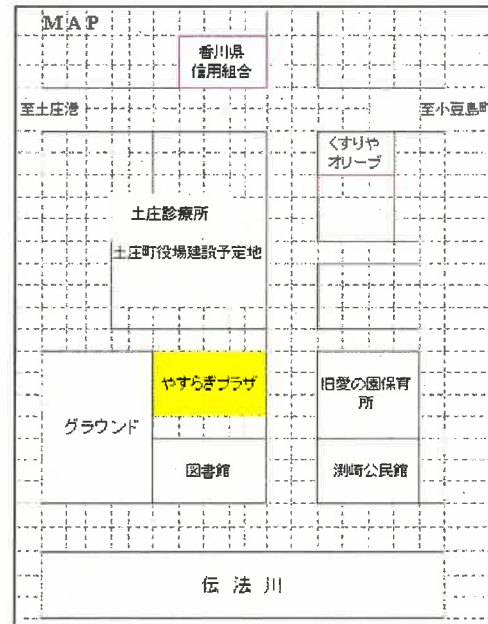 MAP
香川県
信用組合
至土庄港
至小豆島町
くすりや
オリーブ
土庄診療所
土庄町役場建設予定地
やすらぎプラザ
旧愛の園保育
所
グラウンド
図書館
渕崎公民館
伝法川